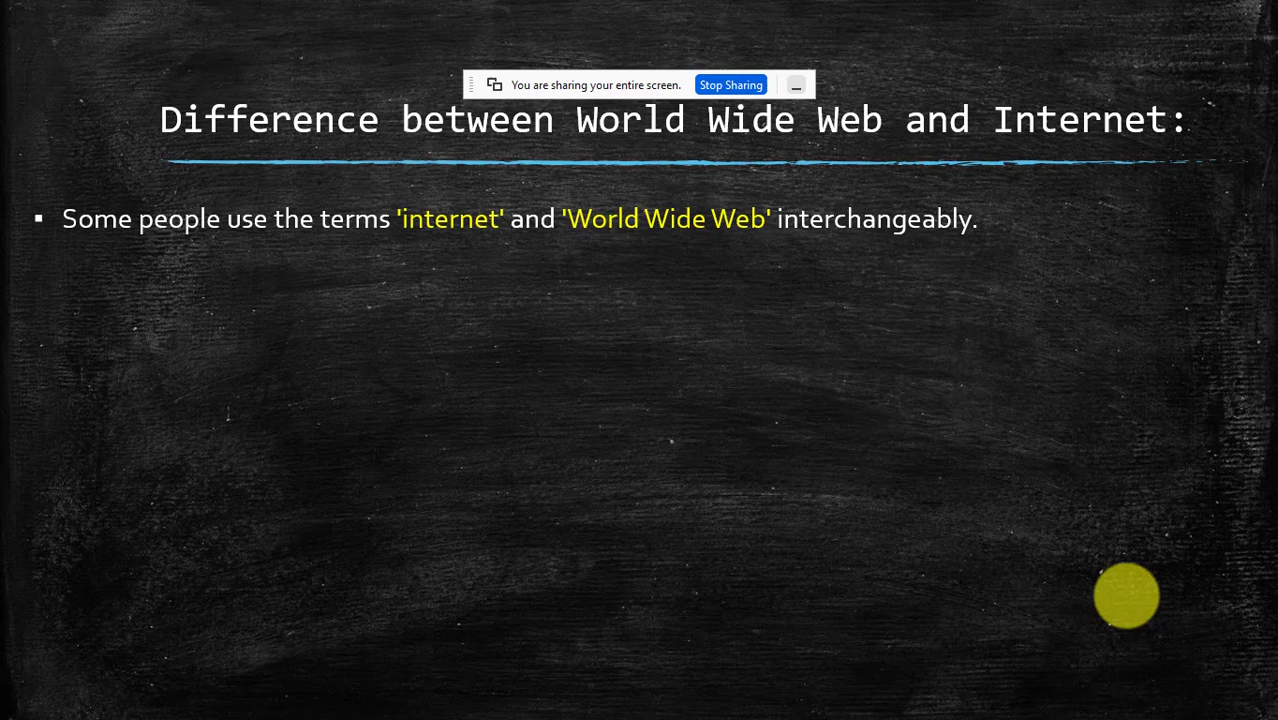 You are sharing your entire screen. Stop Sharing
Difference between World Wide Web and Internet:
▪ Some people use the terms 'internet' and 'World Wide Web' interchangeably.